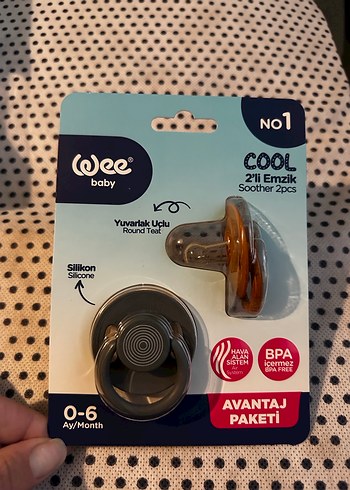 NO1
wee®
baby
COOL
2'li Emzik
Soother 2pcs
Yuvarlak Uçlu
Round Teat
Silikon
Silicone
HAVA
ALAN
SİSTEM
Air
System
BPA
içermez
BPA FREE
0-6
Ay/Month
AVANTAJ
PAKETİ